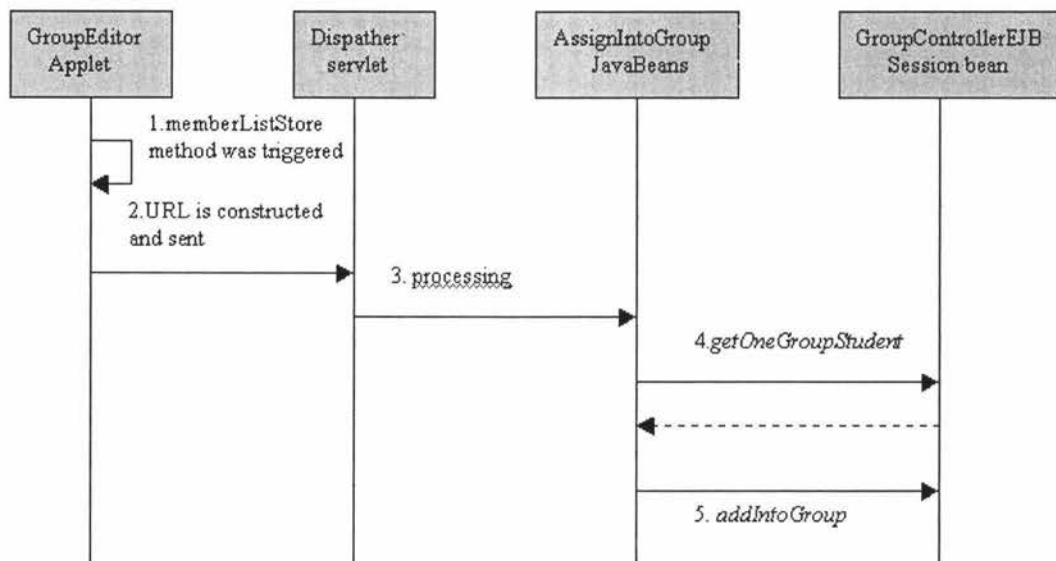 GroupEditor
Applet
Dispather
servlet
AssignIntoGroup
JavaBeans
GroupControllerEJB
Session bean
1.memberListStore
method was triggered
2.URL is constructed
and sent
3. processing
4.getOneGroupStudent
5. addIntoGroup